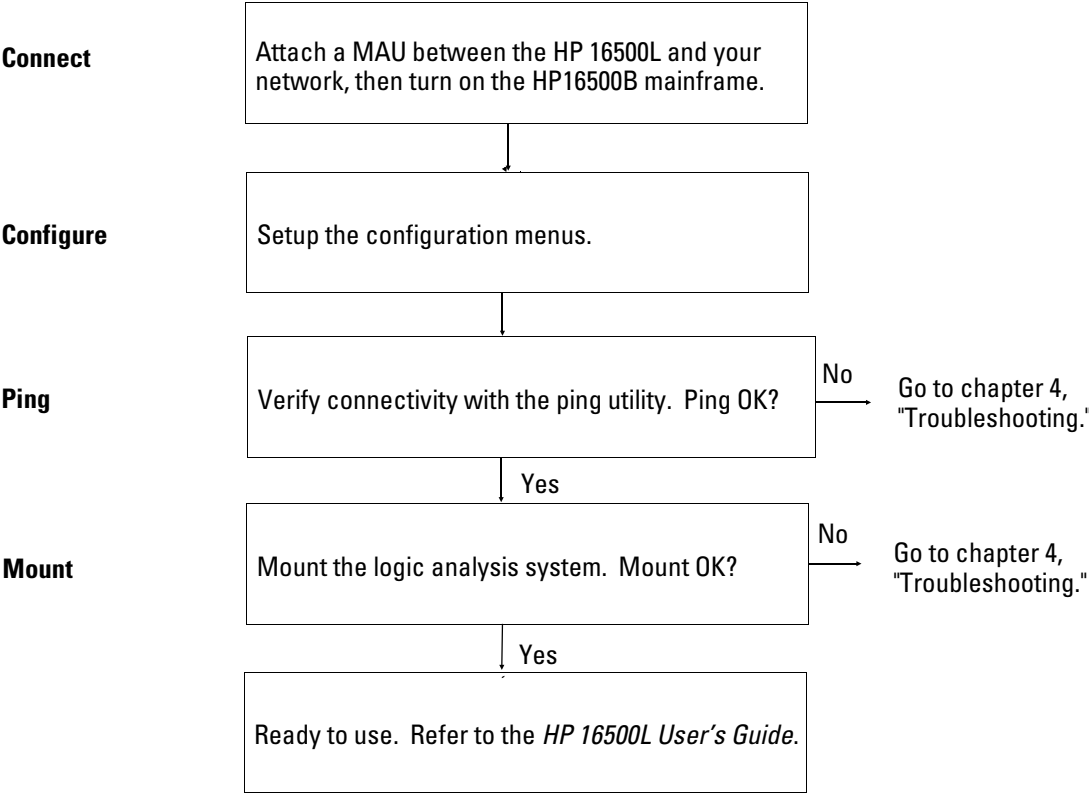 Connect
Attach a MAU between the HP 16500L and your
network, then turn on the HP16500B mainframe.
Configure
Setup the configuration menus.
Ping
Verify connectivity with the ping utility.  Ping OK?
No
Go to chapter 4,
"Troubleshooting."
Yes
Mount
Mount the logic analysis system.  Mount OK?
No
Go to chapter 4,
"Troubleshooting."
Yes
Ready to use.  Refer to the HP 16500L User's Guide.